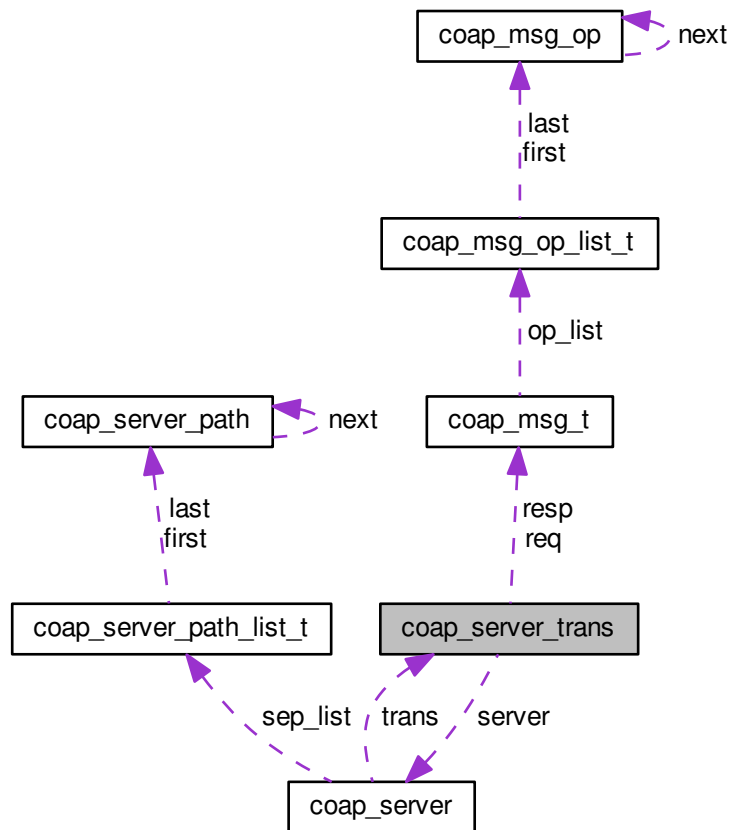 coap_msg_op
next
last
first
coap_msg_op_list_t
op_list
coap_server_path
next
coap_msg_t
last
first
resp
req
coap_server_path_list_t
coap_server_trans
sep_list
trans
server
coap_server